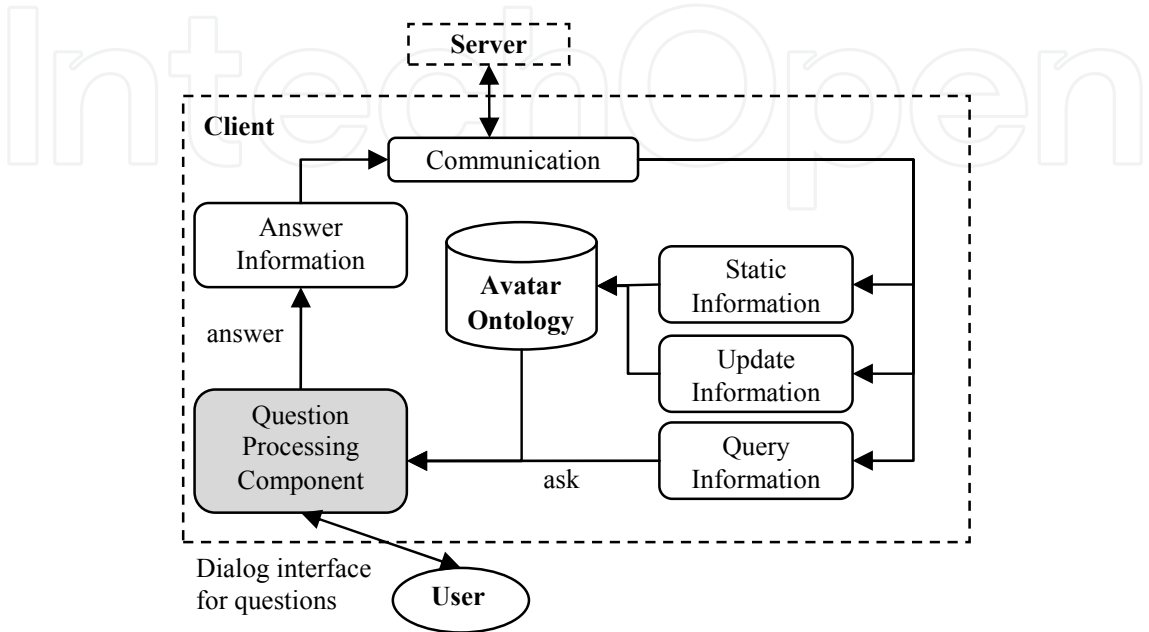 IntechOpen
Server
Client
Communication
Answer
Information
Avatar
Ontology
Static
Information
Update
Information
answer
Question
Processing
Component
Query
Information
ask
Dialog interface
for questions
User